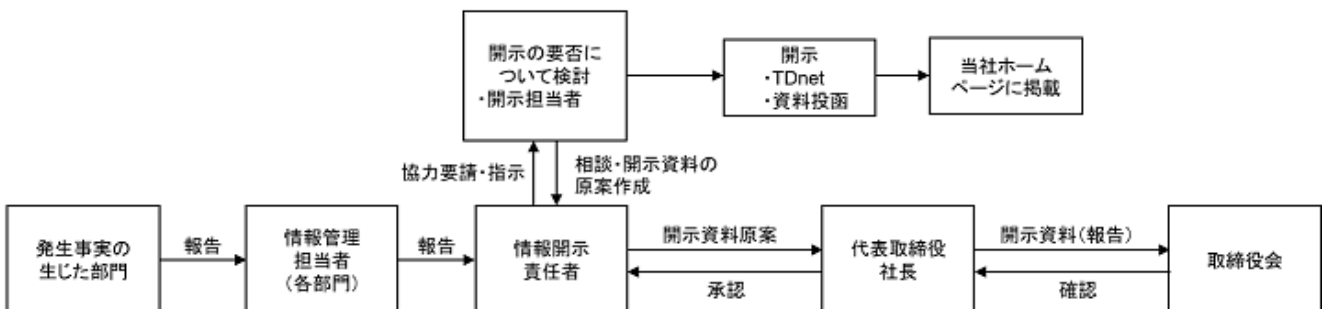 開示の要否に
ついて検討
・開示担当者
開示
・TDnet
・資料投函
当社ホーム
ページに掲載
協力要請・指示
相談・開示資料の
原案作成
発生事実の
生じた部門
報告
情報管理
担当者
（各部門）
報告
情報開示
責任者
開示資料原案
承認
代表取締役
社長
開示資料（報告）
確認
取締役会